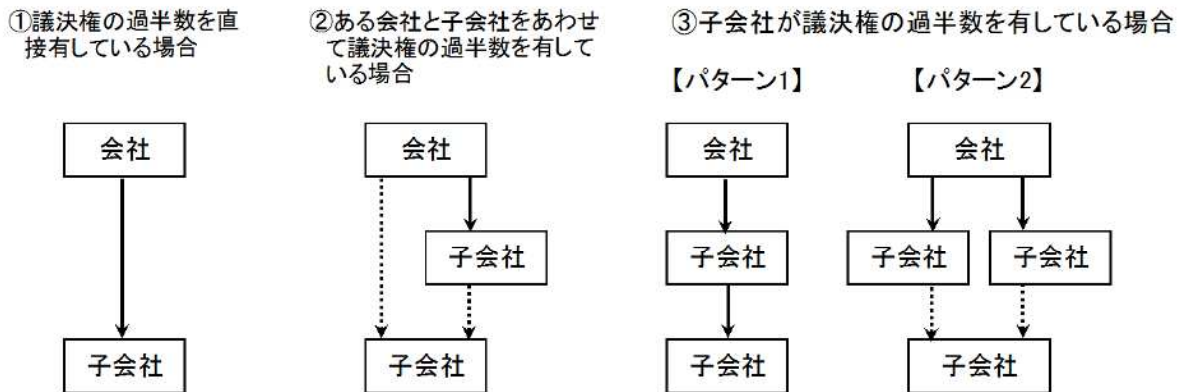 ①議決権の過半数を直
接有している場合
②ある会社と子会社をあわせ
て議決権の過半数を有して
いる場合
③子会社が議決権の過半数を有している場合
【パターン1】
【パターン2】
会社
子会社
会社
子会社
子会社
会社
子会社
子会社
会社
子会社
子会社
子会社